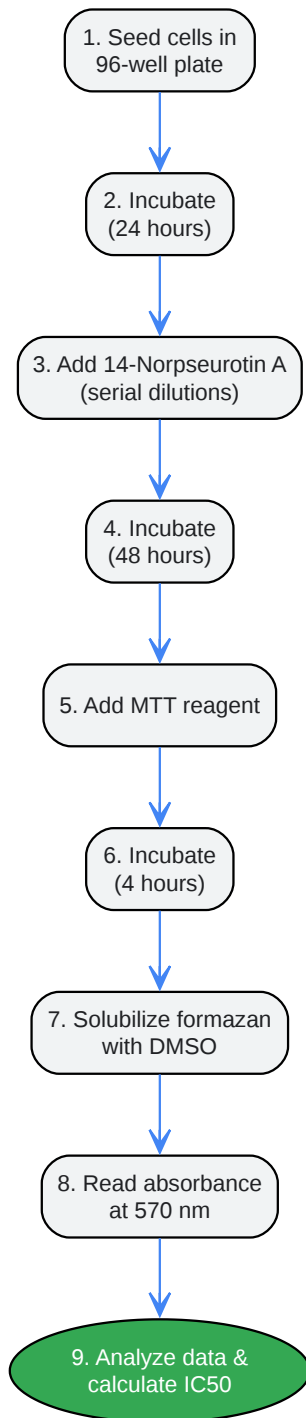 1. Seed cells in
96-well plate
2. Incubate
(24 hours)
3. Add 14-Norpseurotin A
(serial dilutions)
4. Incubate
(48 hours)
5. Add MTT reagent
6. Incubate
(4 hours)
7. Solubilize formazan
with DMSO
8. Read absorbance
at 570 nm
9. Analyze data &
calculate IC50